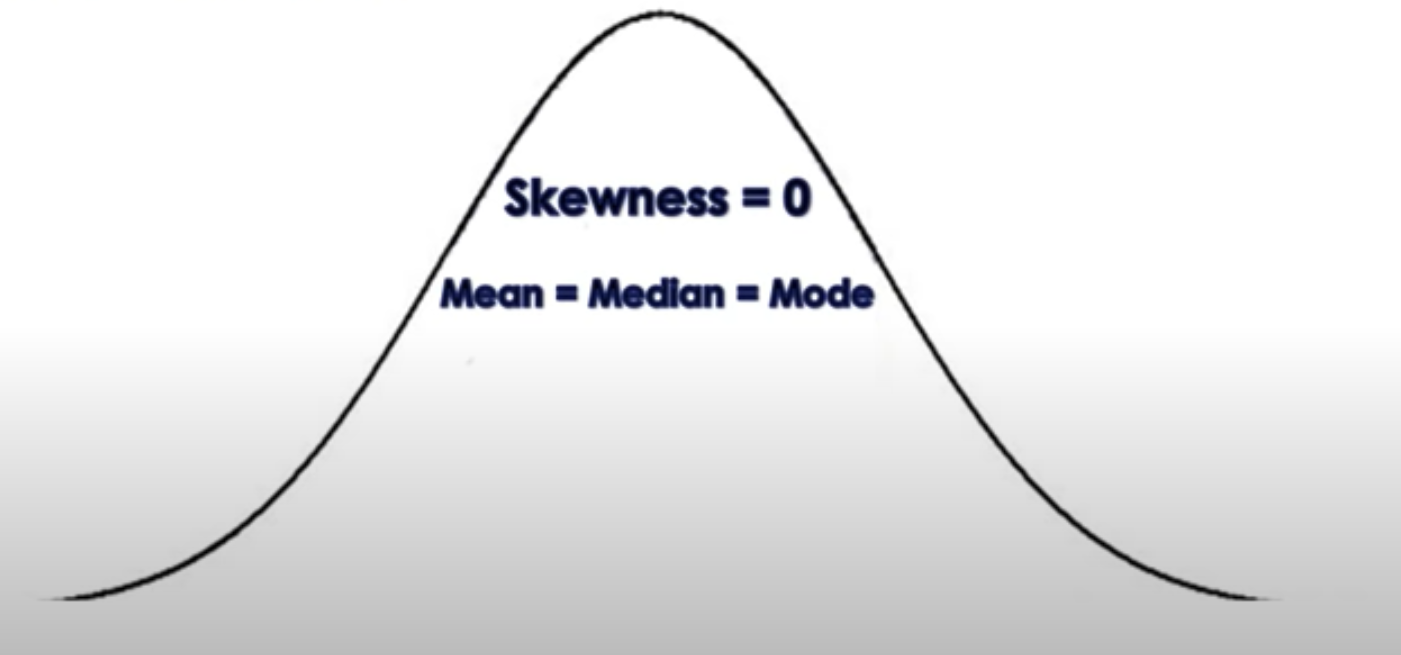 Skewness = 0
Mean = Median = Mode